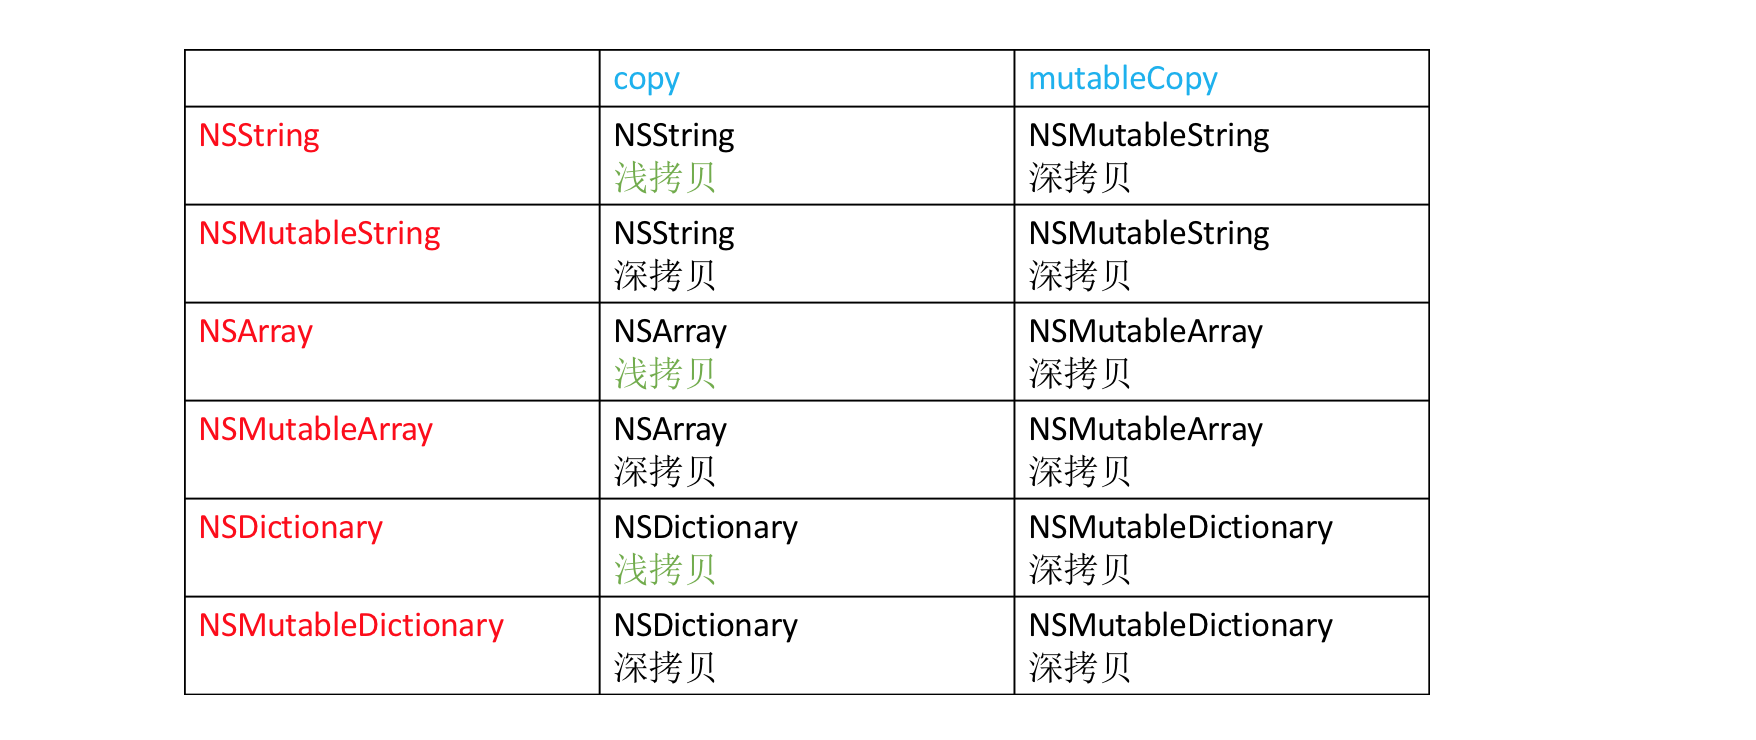 copy
mutableCopy
NSString
NSString
浅拷贝
NSMutableString
深拷贝
NSMutableString
NSString
深拷贝
NSMutableString
深拷贝
NSArray
NSArray
浅拷贝
NSMutableArray
深拷贝
NSMutableArray
NSArray
深拷贝
NSMutableArray
深拷贝
NSDictionary
NSDictionary
浅拷贝
NSMutableDictionary
深拷贝
NSMutableDictionary
NSDictionary
深拷贝
NSMutableDictionary
深拷贝